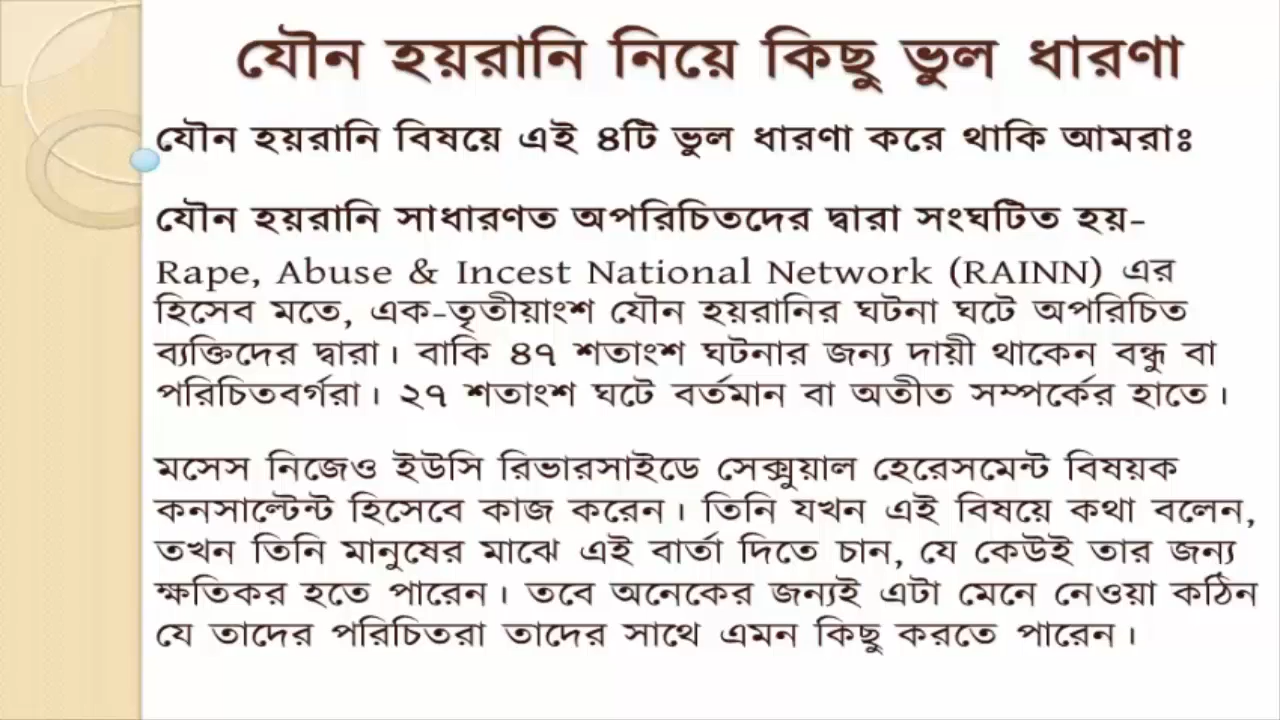 যৌন হয়রানি নিয়ে কিছু ভুল ধারণা
যৌন হয়রানি বিষয়ে এই ৪টি ভুল ধারণা করে থাকি আমরাঃ
যৌন হয়রানি সাধারণত অপরিচিতদের দ্বারা সংঘটিত হয়-
Rape, Abuse & Incest National Network (RAINN) এর
হিসেব মতে, এক-তৃতীয়াংশ যৌন হয়রানির ঘটনা ঘটে অপরিচিত
ব্যক্তিদের দ্বারা। বাকি ৪৭ শতাংশ ঘটনার জন্য দায়ী থাকেন বন্ধু বা
পরিচিতবর্গরা। ২৭ শতাংশ ঘটে বর্তমান বা অতীত সম্পর্কের হাতে।
মসেস নিজেও ইউসি রিভারসাইডে সেক্সুয়াল হেরেসমেন্ট বিষয়ক
কনসাল্টেন্ট হিসেবে কাজ করেন। তিনি যখন এই বিষয়ে কথা বলেন,
তখন তিনি মানুষের মাঝে এই বার্তা দিতে চান, যে কেউই তার জন্য
ক্ষতিকর হতে পারেন। তবে অনেকের জন্যই এটা মেনে নেওয়া কঠিন
যে তাদের পরিচিতরা তাদের সাথে এমন কিছু করতে পারেন।